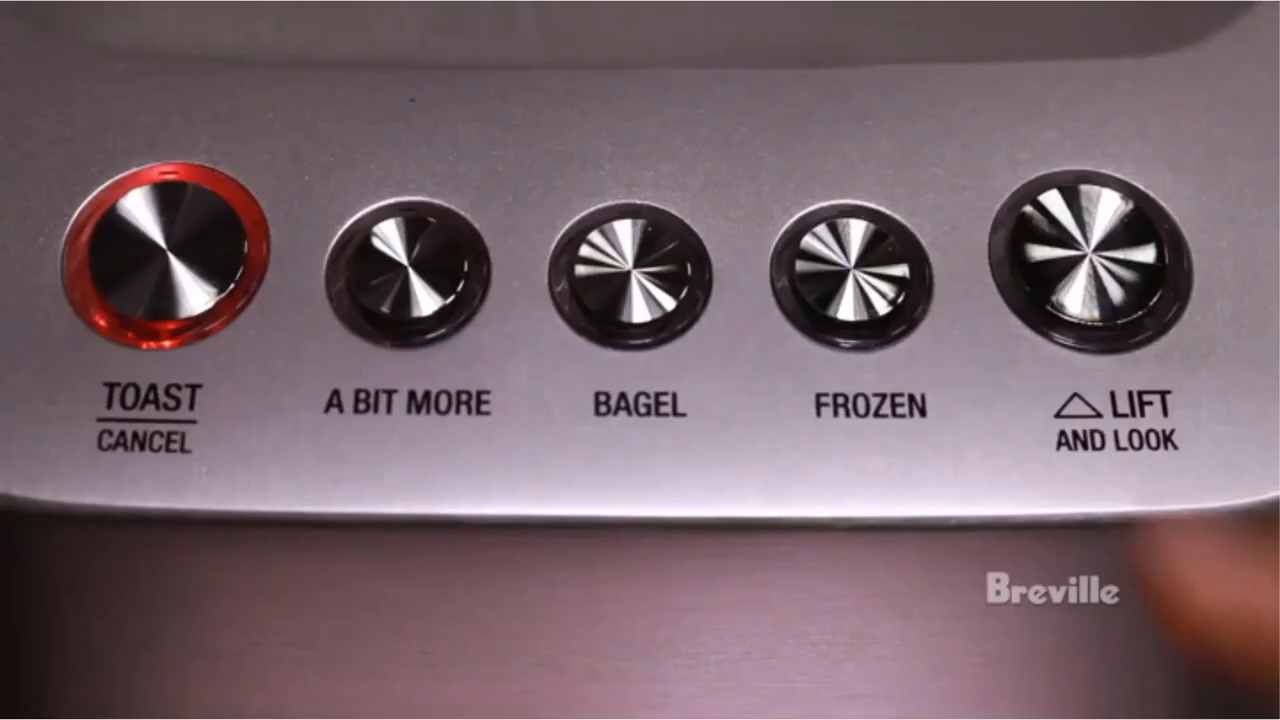 TOAST
CANCEL
A BIT MORE
BAGEL
FROZEN
LIFT
AND LOOK
Breville